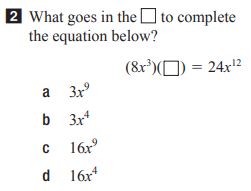 2 What goes in the □ to complete
the equation below?
(8x³)(□) = 24x¹²
a 3x⁹
b 3x⁴
c 16x⁹
d 16x⁴